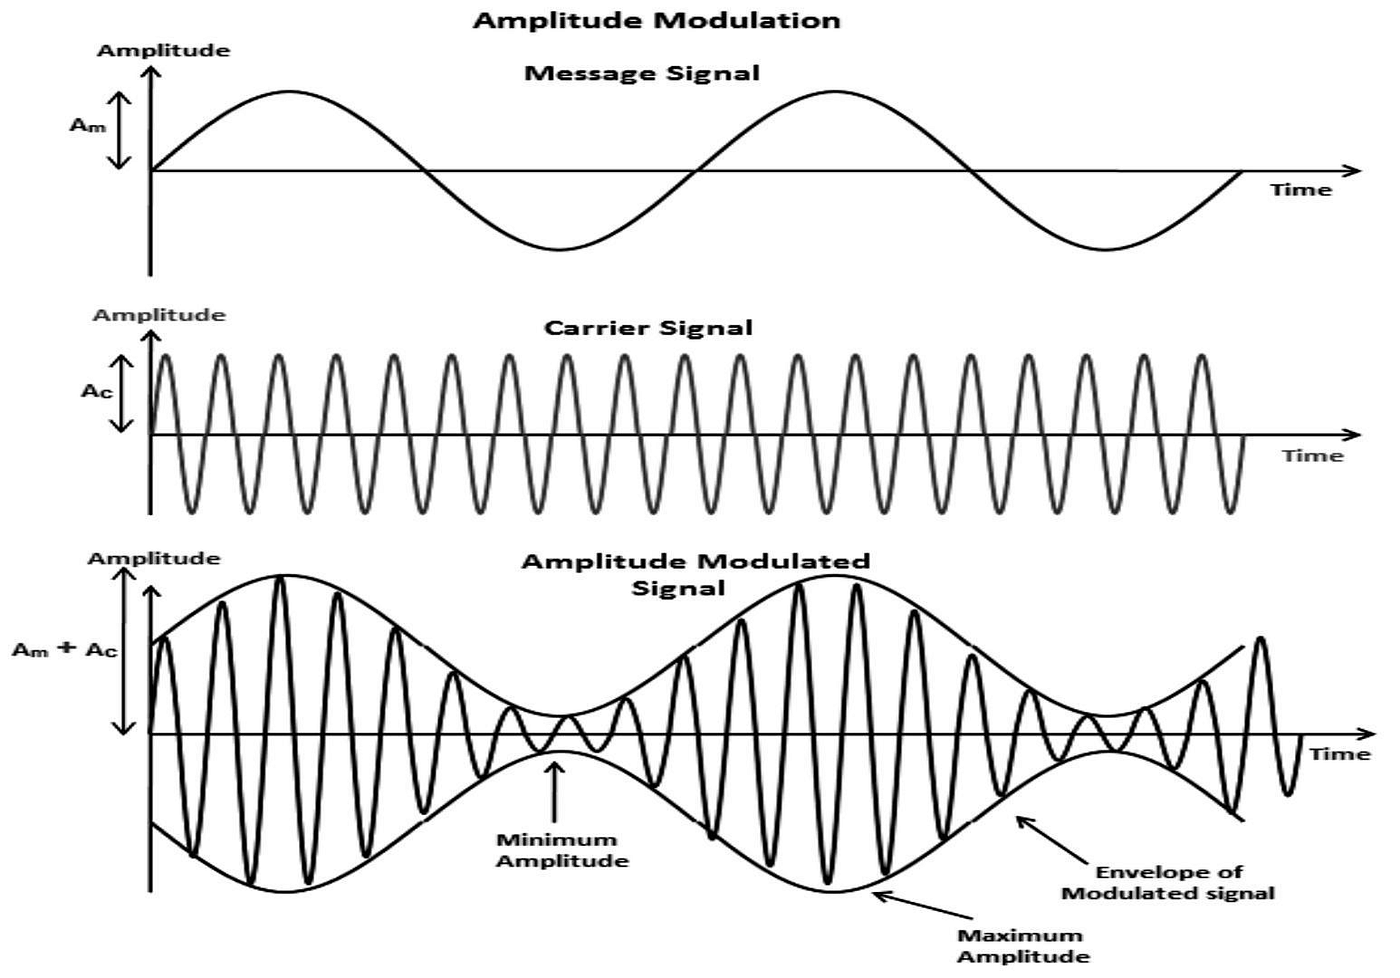 Amplitude Modulation
Amplitude
Message Signal
Am
Time
Amplitude
Carrier Signal
Ac
Time
Amplitude
Amplitude Modulated
Signal
Am + Ac
Time
Minimum
Amplitude
Envelope of
Modulated signal
Maximum
Amplitude